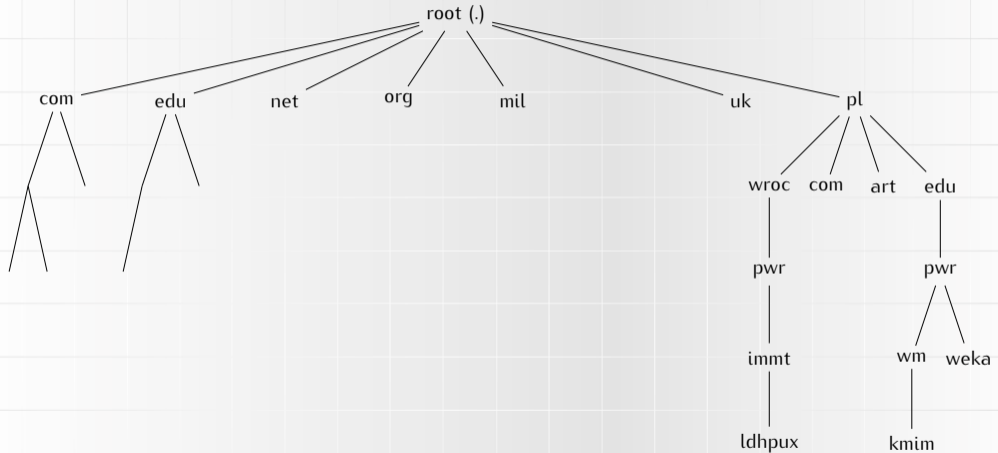 root (.)
com edu net org mil uk pl
wroc com art edu
pwr pwr
immt wm weka
ldhpux kmim